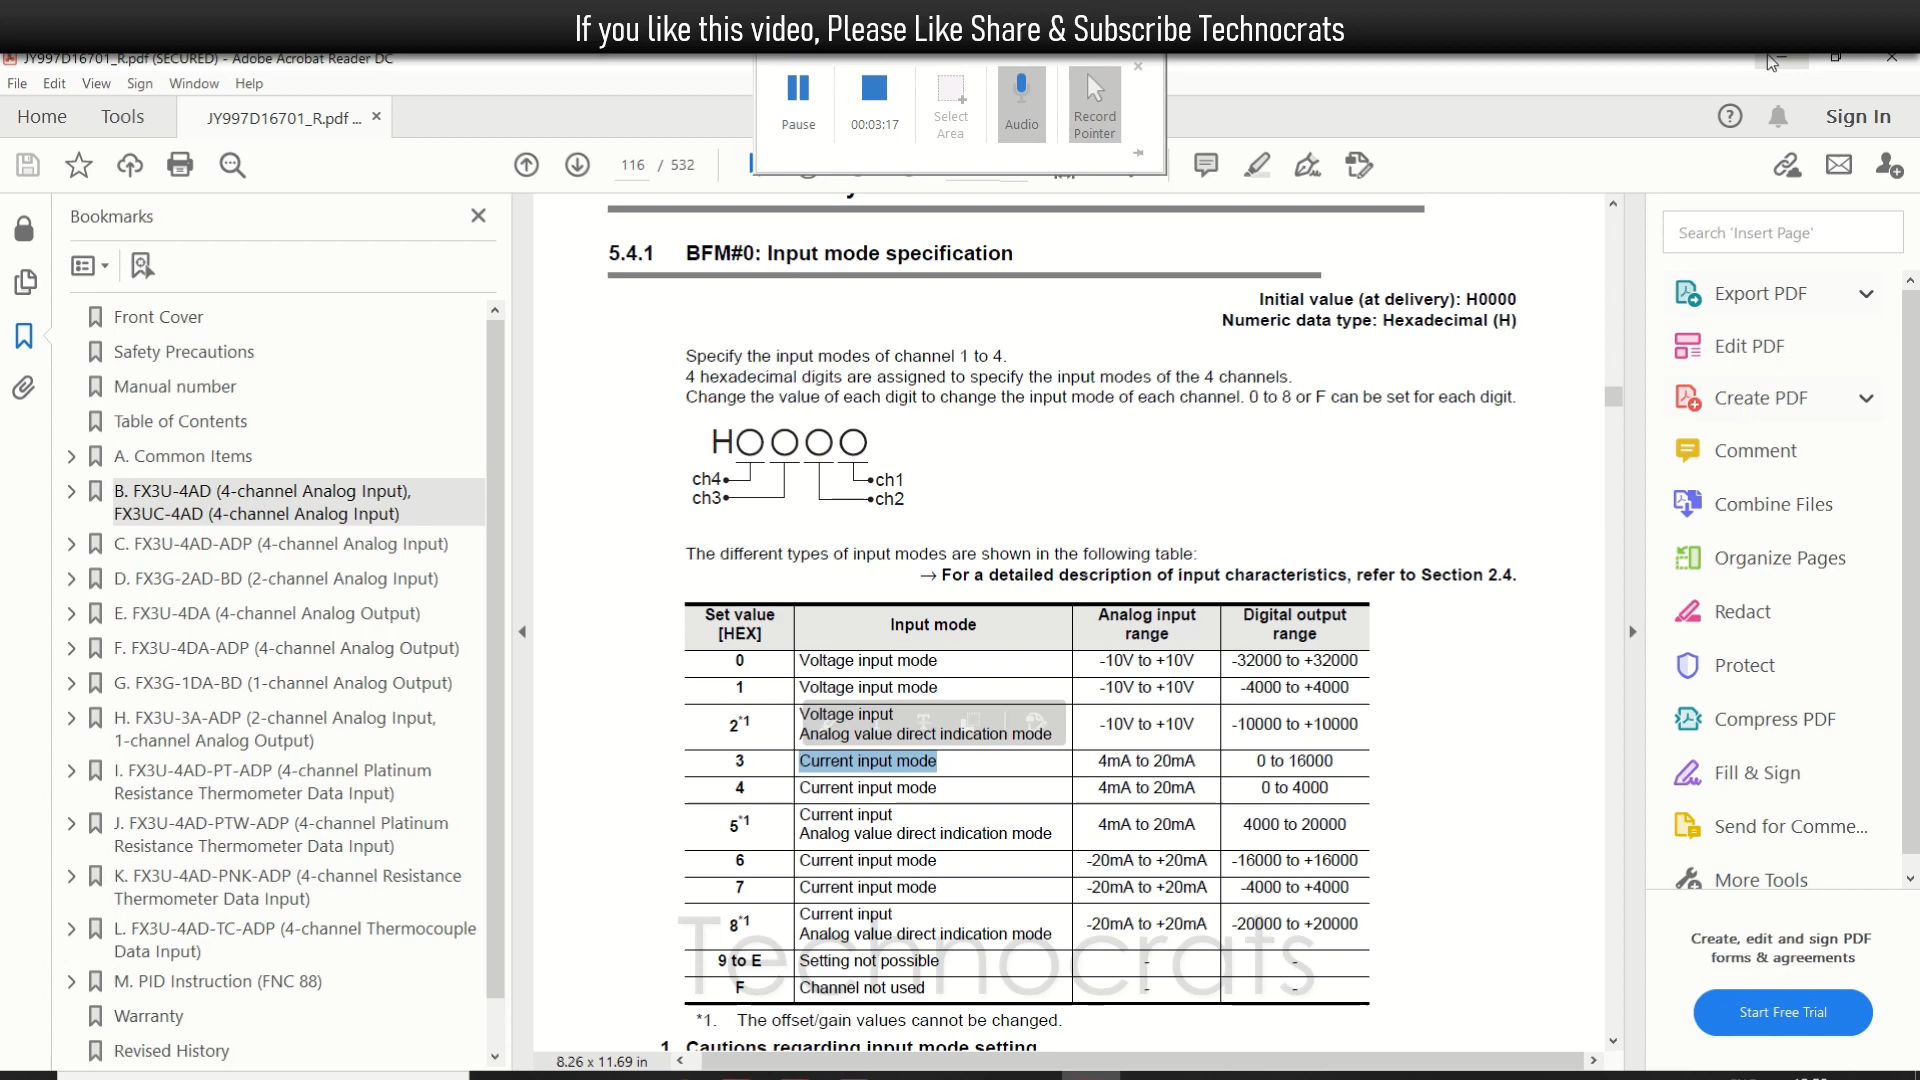 If you like this video, Please Like Share & Subscribe Technocrats
JY997D16701_R.pdf (SECURED) - Adobe Acrobat Reader DC
File Edit View Sign Window Help
Home Tools JY997D16701_R.pdf ... Sign In
Pause 00:03:17 Select Area Audio Record Pointer
116 / 532
Bookmarks
Front Cover
Safety Precautions
Manual number
Table of Contents
A. Common Items
B. FX3U-4AD (4-channel Analog Input),
FX3UC-4AD (4-channel Analog Input)
C. FX3U-4AD-ADP (4-channel Analog Input)
D. FX3G-2AD-BD (2-channel Analog Input)
E. FX3U-4DA (4-channel Analog Output)
F. FX3U-4DA-ADP (4-channel Analog Output)
G. FX3G-1DA-BD (1-channel Analog Output)
H. FX3U-3A-ADP (2-channel Analog Input,
1-channel Analog Output)
I. FX3U-4AD-PT-ADP (4-channel Platinum
Resistance Thermometer Data Input)
J. FX3U-4AD-PTW-ADP (4-channel Platinum
Resistance Thermometer Data Input)
K. FX3U-4AD-PNK-ADP (4-channel Resistance
Thermometer Data Input)
L. FX3U-4AD-TC-ADP (4-channel Thermocouple
Data Input)
M. PID Instruction (FNC 88)
Warranty
Revised History
5.4.1 BFM#0: Input mode specification
Initial value (at delivery): H0000
Numeric data type: Hexadecimal (H)
Specify the input modes of channel 1 to 4.
4 hexadecimal digits are assigned to specify the input modes of the 4 channels.
Change the value of each digit to change the input mode of each channel. 0 to 8 or F can be set for each digit.
H○○○○
ch4 ch1
ch3 ch2
The different types of input modes are shown in the following table:
→ For a detailed description of input characteristics, refer to Section 2.4.
Set value [HEX] Input mode Analog input range Digital output range
0 Voltage input mode -10V to +10V -32000 to +32000
1 Voltage input mode -10V to +10V -4000 to +4000
2*1 Voltage input Analog value direct indication mode -10V to +10V -10000 to +10000
3 Current input mode 4mA to 20mA 0 to 16000
4 Current input mode 4mA to 20mA 0 to 4000
5*1 Current input Analog value direct indication mode 4mA to 20mA 4000 to 20000
6 Current input mode -20mA to +20mA -16000 to +16000
7 Current input mode -20mA to +20mA -4000 to +4000
8*1 Current input Analog value direct indication mode -20mA to +20mA -20000 to +20000
9 to E Setting not possible - -
F Channel not used - -
Technocrats
*1. The offset/gain values cannot be changed.
1. Cautions regarding input mode setting
8.26 x 11.69 in
Search 'Insert Page'
Export PDF
Edit PDF
Create PDF
Comment
Combine Files
Organize Pages
Redact
Protect
Compress PDF
Fill & Sign
Send for Comme...
More Tools
Create, edit and sign PDF
forms & agreements
Start Free Trial